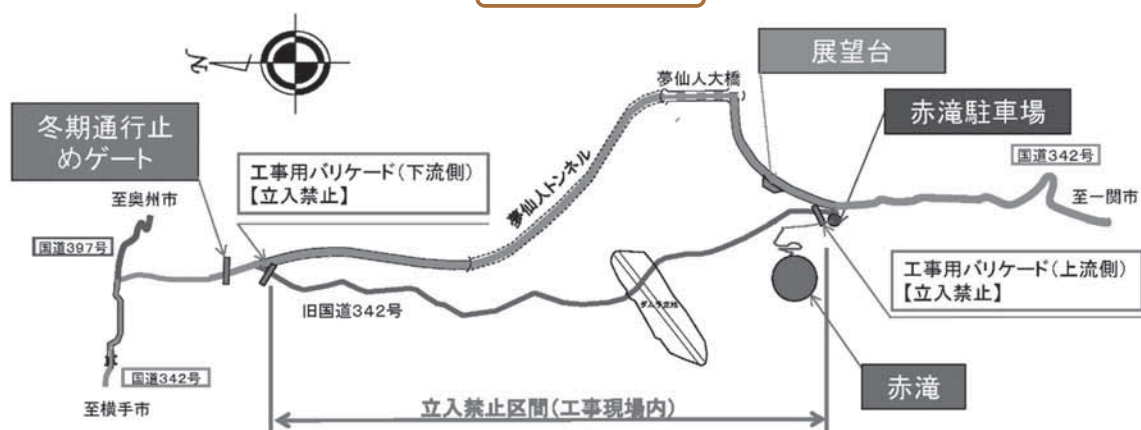 N
夢仙人大橋
展望台
赤滝駐車場
国道342号
至一関市
冬期通行止
めゲート
工事用バリケード(下流側)
【立入禁止】
夢仙人トンネル
至奥州市
国道397号
旧国道342号
工事用バリケード(上流側)
【立入禁止】
国道342号
至横手市
赤滝
立入禁止区間(工事現場内)